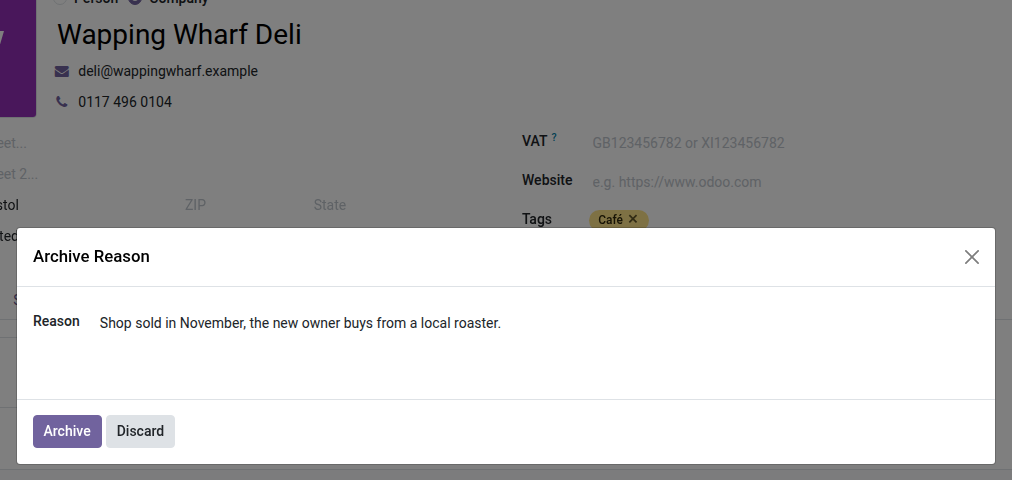 Person Company
Wapping Wharf Deli
deli@wappingwharf.example
0117 496 0104
VAT ? GB123456782 or XI123456782
Website e.g. https://www.odoo.com
ZIP State
Tags Café ×
Archive Reason
Reason Shop sold in November, the new owner buys from a local roaster.
Archive Discard